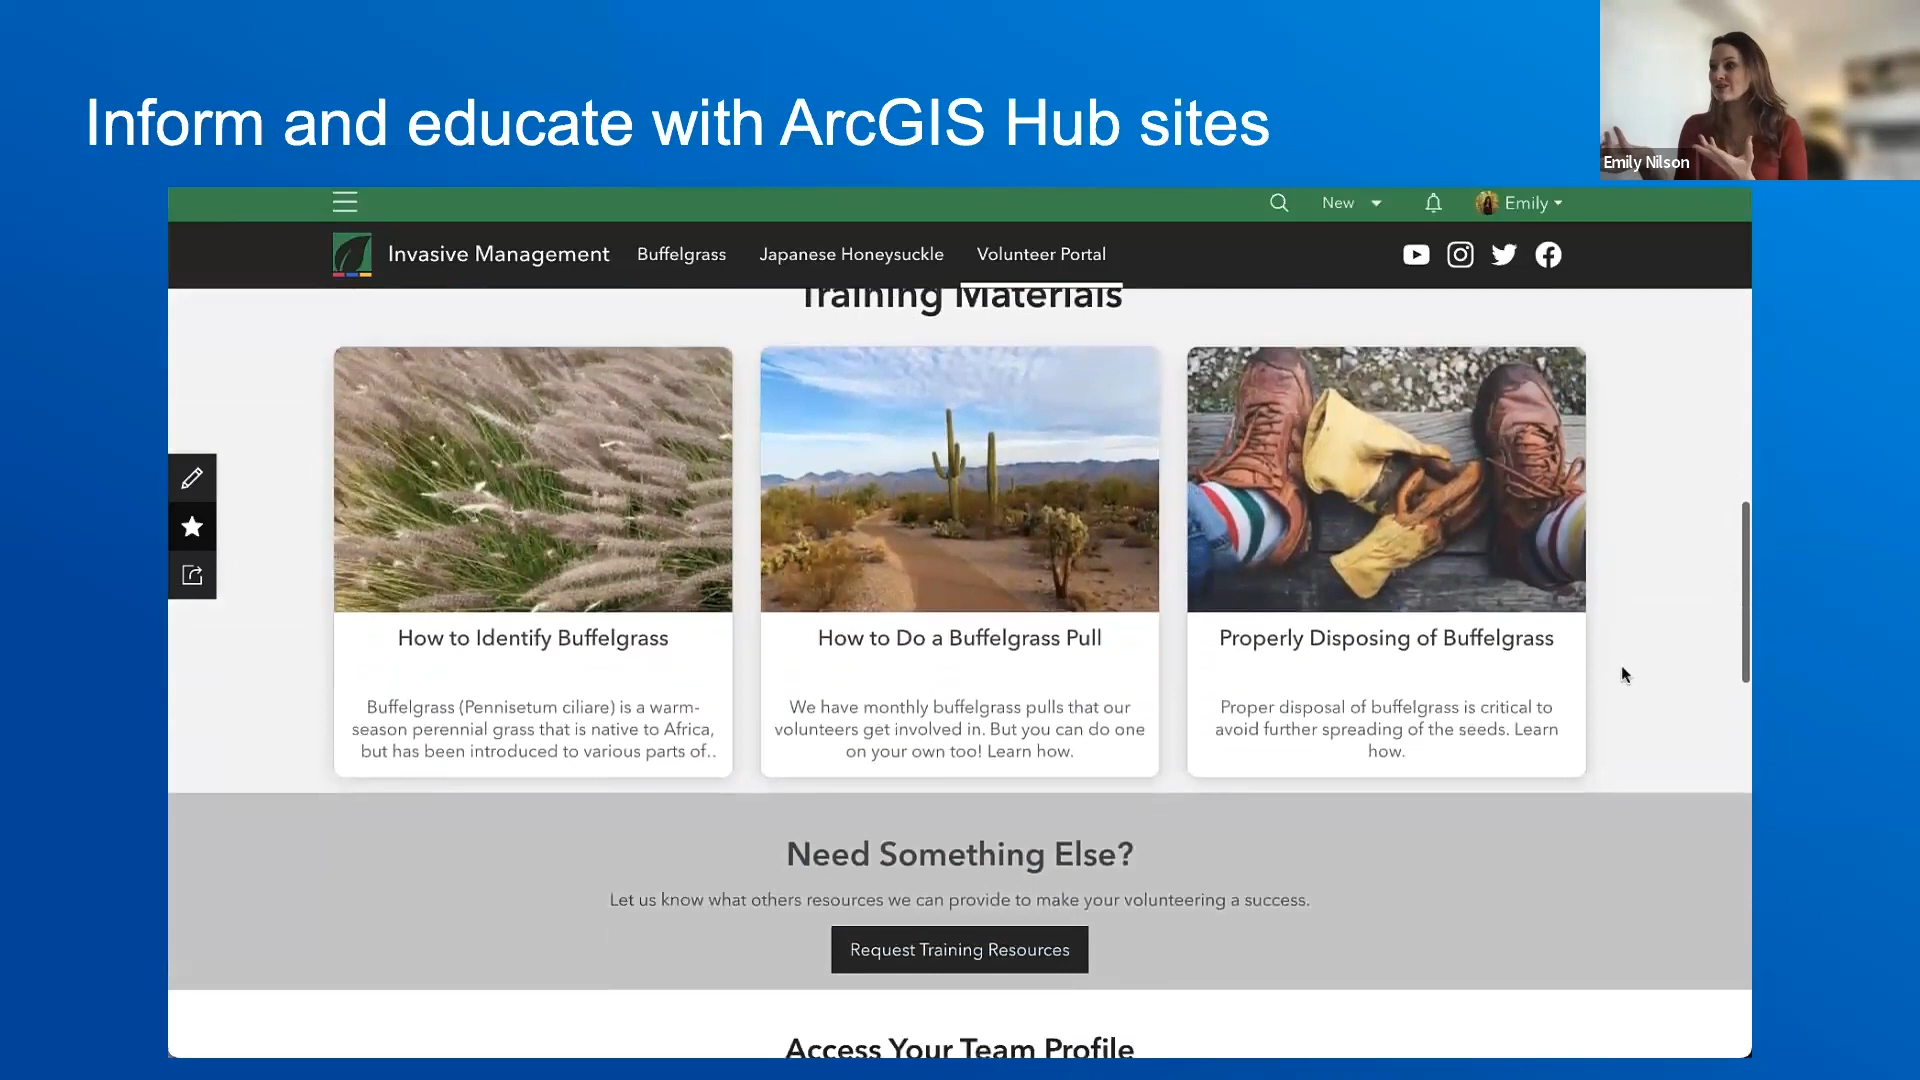 Inform and educate with ArcGIS Hub sites
Emily Nilson
New
Emily
Invasive Management
Buffelgrass
Japanese Honeysuckle
Volunteer Portal
Training Materials
How to Identify Buffelgrass
Buffelgrass (Pennisetum ciliare) is a warm-
season perennial grass that is native to Africa,
but has been introduced to various parts of..
How to Do a Buffelgrass Pull
We have monthly buffelgrass pulls that our
volunteers get involved in. But you can do one
on your own too! Learn how.
Properly Disposing of Buffelgrass
Proper disposal of buffelgrass is critical to
avoid further spreading of the seeds. Learn
how.
Need Something Else?
Let us know what others resources we can provide to make your volunteering a success.
Request Training Resources
Access Your Team Profile